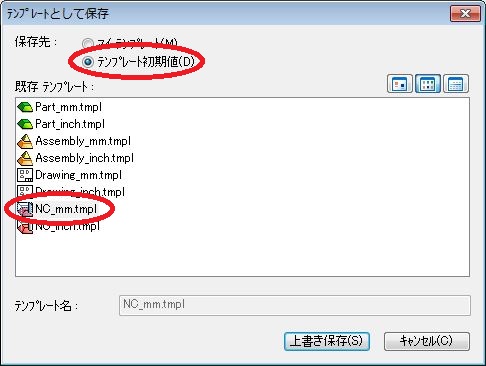 テンプレートとして保存
保存先：
マイ テンプレート(M)
テンプレート初期値(D)
既存 テンプレート：
Part_mm.tmpl
Part_inch.tmpl
Assembly_mm.tmpl
Assembly_inch.tmpl
Drawing_mm.tmpl
Drawing_inch.tmpl
NC_mm.tmpl
NC_inch.tmpl
テンプレート名： NC_mm.tmpl
上書き保存(S) キャンセル(C)